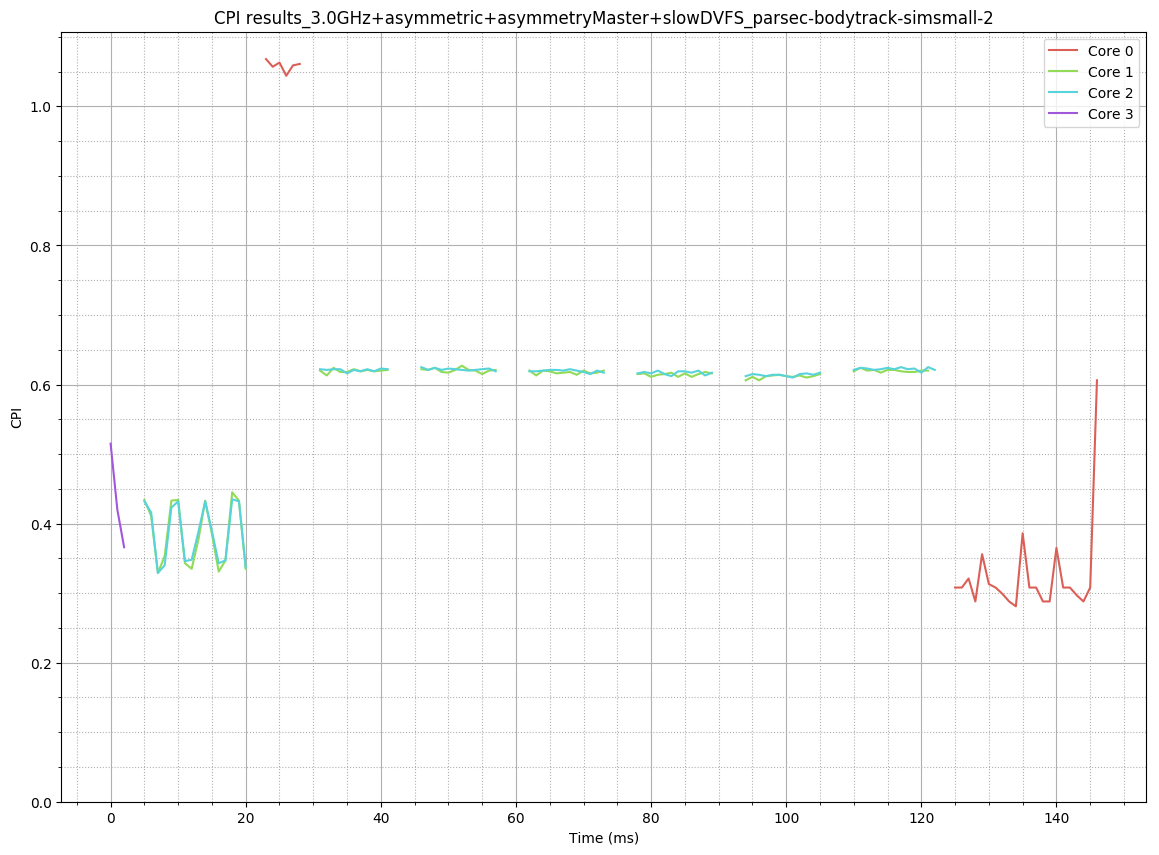 CPI results_3.0GHz+asymmetric+asymmetryMaster+slowDVFS_parsec-bodytrack-simsmall-2
Core 0
Core 1
Core 2
Core 3
1.0
0.8
0.6
0.4
0.2
0.0
CPI
0 20 40 60 80 100 120 140
Time (ms)